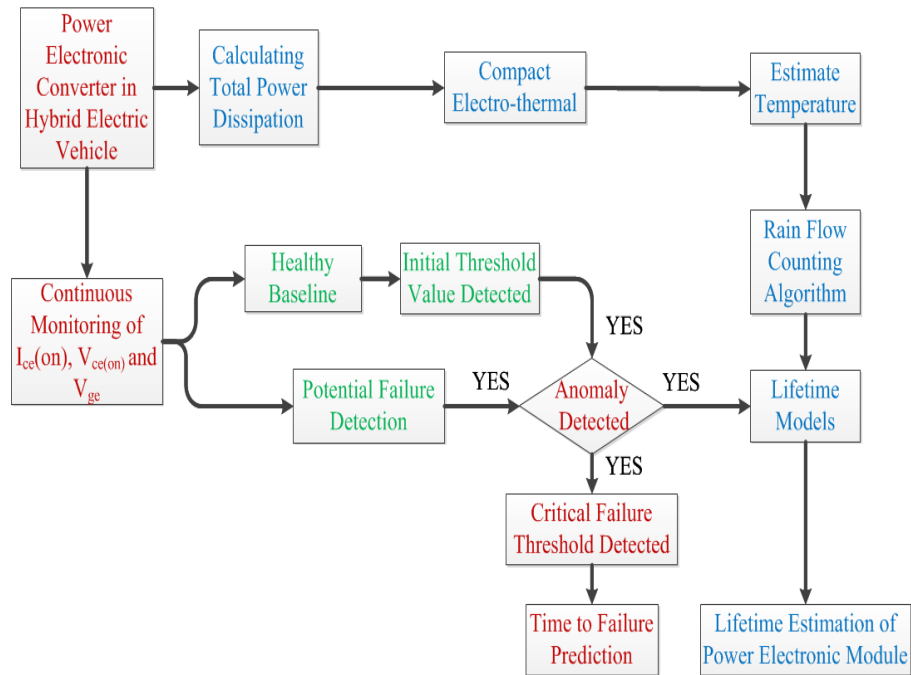 Power
Electronic
Converter in
Hybrid Electric
Vehicle
Calculating
Total Power
Dissipation
Compact
Electro-thermal
Estimate
Temperature
Rain Flow
Counting
Algorithm
Healthy
Baseline
Initial Threshold
Value Detected
Continuous
Monitoring of
I_ce(on), V_ce(on) and
V_ge
YES
Potential Failure
Detection
YES
Anomaly
Detected
YES
Lifetime
Models
YES
Critical Failure
Threshold Detected
Time to Failure
Prediction
Lifetime Estimation of
Power Electronic Module